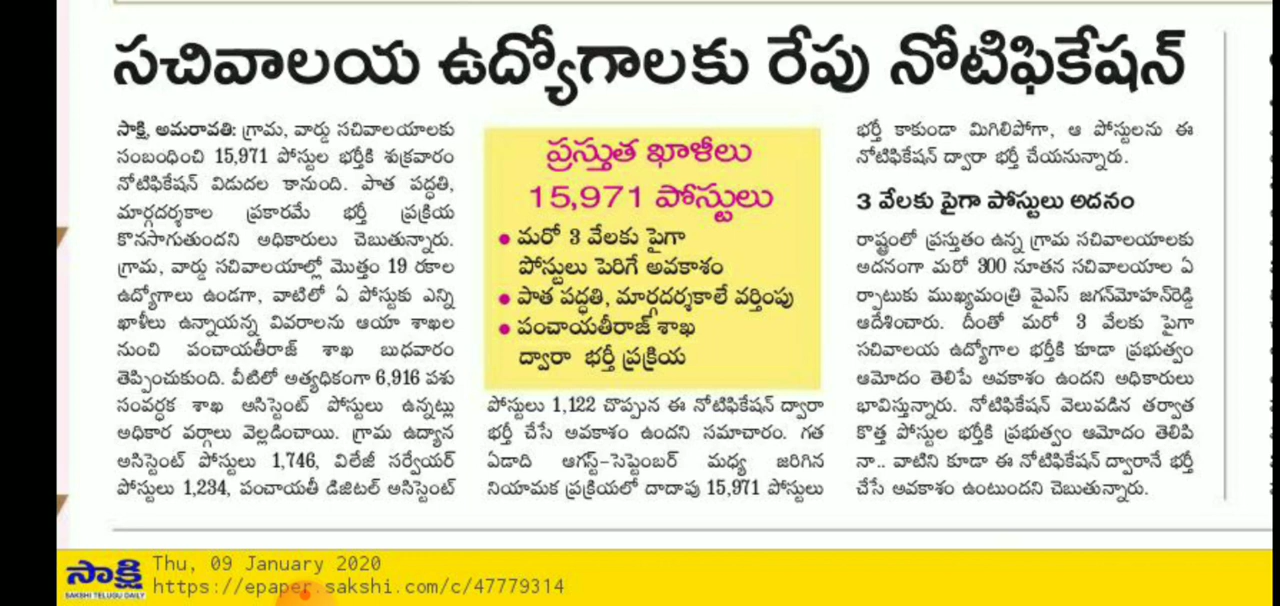 సచివాలయ ఉద్యోగాలకు రేపు నోటిఫికేషన్
సాక్షి, అమరావతి: గ్రామ, వార్డు సచివాలయాలకు
సంబంధించి 15,971 పోస్టుల భర్తీకి శుక్రవారం
నోటిఫికేషన్ విడుదల కానుంది. పాత పద్ధతి,
మార్గదర్శకాల ప్రకారమే భర్తీ ప్రక్రియ
కొనసాగుతుందని అధికారులు చెబుతున్నారు.
గ్రామ, వార్డు సచివాలయాల్లో మొత్తం 19 రకాల
ఉద్యోగాలు ఉండగా, వాటిలో ఏ పోస్టుకు ఎన్ని
ఖాళీలు ఉన్నాయన్న వివరాలను ఆయా శాఖల
నుంచి పంచాయతీరాజ్ శాఖ బుధవారం
తెప్పించుకుంది. వీటిలో అత్యధికంగా 6,916 పశు
సంవర్ధక శాఖ అసిస్టెంట్ పోస్టులు ఉన్నట్లు
అధికార వర్గాలు వెల్లడించాయి. గ్రామ ఉద్యాన
అసిస్టెంట్ పోస్టులు 1,746, విలేజీ సర్వేయర్
పోస్టులు 1,234, పంచాయతీ డిజిటల్ అసిస్టెంట్
ప్రస్తుత ఖాళీలు
15,971 పోస్టులు
• మరో 3 వేలకు పైగా
పోస్టులు పెరిగే అవకాశం
• పాత పద్ధతి, మార్గదర్శకాలే వర్తింపు
• పంచాయతీరాజ్ శాఖ
ద్వారా భర్తీ ప్రక్రియ
పోస్టులు 1,122 చొప్పున ఈ నోటిఫికేషన్ ద్వారా
భర్తీ చేసే అవకాశం ఉందని సమాచారం. గత
ఏడాది ఆగస్ట్–సెప్టెంబర్ మధ్య జరిగిన
నియామక ప్రక్రియలో దాదాపు 15,971 పోస్టులు
భర్తీ కాకుండా మిగిలిపోగా, ఆ పోస్టులను ఈ
నోటిఫికేషన్ ద్వారా భర్తీ చేయనున్నారు.
3 వేలకు పైగా పోస్టులు అదనం
రాష్ట్రంలో ప్రస్తుతం ఉన్న గ్రామ సచివాలయాలకు
అదనంగా మరో 300 నూతన సచివాలయాల ఏ
ర్పాటుకు ముఖ్యమంత్రి వైఎస్ జగన్‌మోహన్‌రెడ్డి
ఆదేశించారు. దీంతో మరో 3 వేలకు పైగా
సచివాలయ ఉద్యోగాల భర్తీకి కూడా ప్రభుత్వం
ఆమోదం తెలిపే అవకాశం ఉందని అధికారులు
భావిస్తున్నారు. నోటిఫికేషన్ వెలువడిన తర్వాత
కొత్త పోస్టుల భర్తీకి ప్రభుత్వం ఆమోదం తెలిపి
నా.. వాటిని కూడా ఈ నోటిఫికేషన్ ద్వారానే భర్తీ
చేసే అవకాశం ఉంటుందని చెబుతున్నారు.
సాక్షి
SAKSHI TELUGU DAILY
Thu, 09 January 2020
https://epaper.sakshi.com/c/47779314